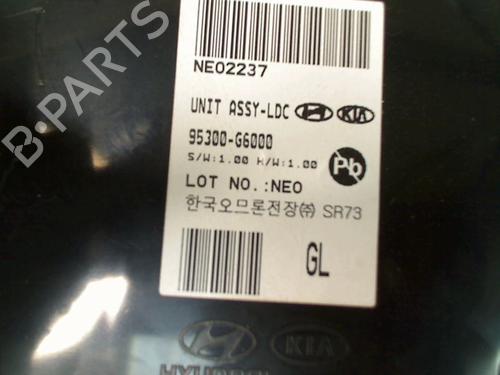 NE02237
UNIT ASSY-LDC KIA
95300-G6000
S/W:1.00 H/W:1.00
Pb
LOT NO.:NEO
한국오므론전장㈜ SR73
GL
KIA
B-PARTS